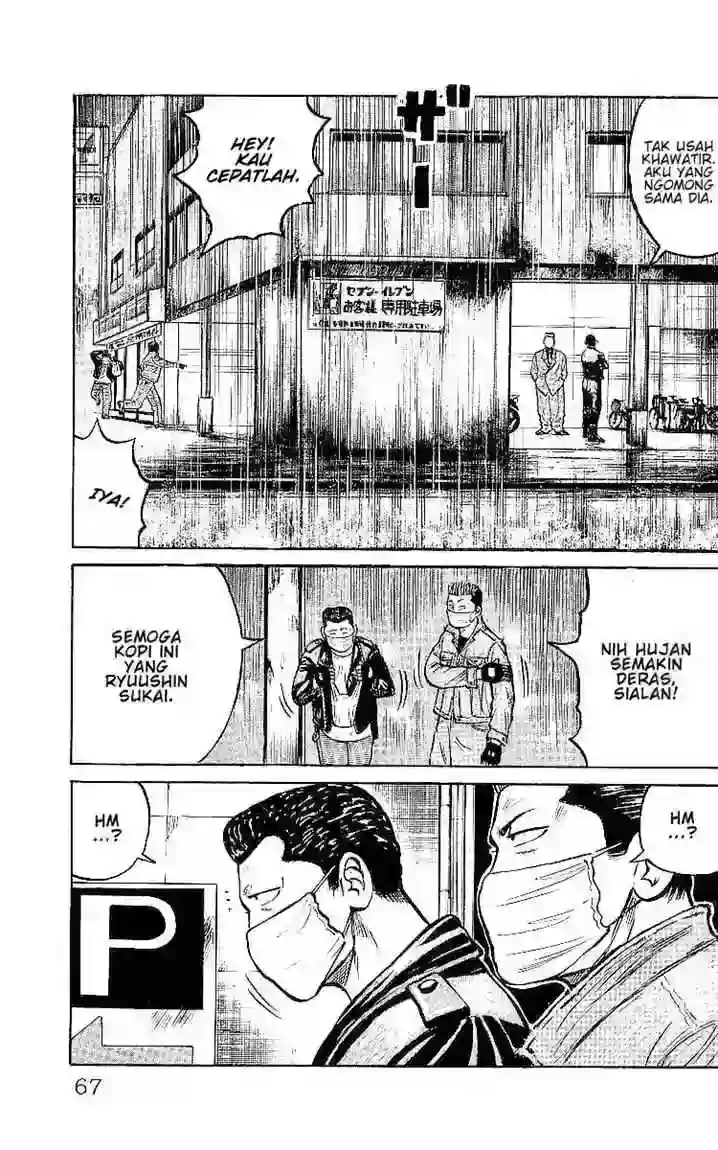 TAK USAH
KHAWATIR.
AKU YANG
NGOMONG
SAMA DIA.
ザ"ー
HEY!
KAU
CEPATLAH.
セブン-イレブン
お客様専用駐車場
IYA!
NIH HUJAN
SEMAKIN
DERAS,
SIALAN!
SEMOGA
KOPI INI
YANG
RYUUSHIN
SUKAI.
HM
...?
HM
...?
P
67